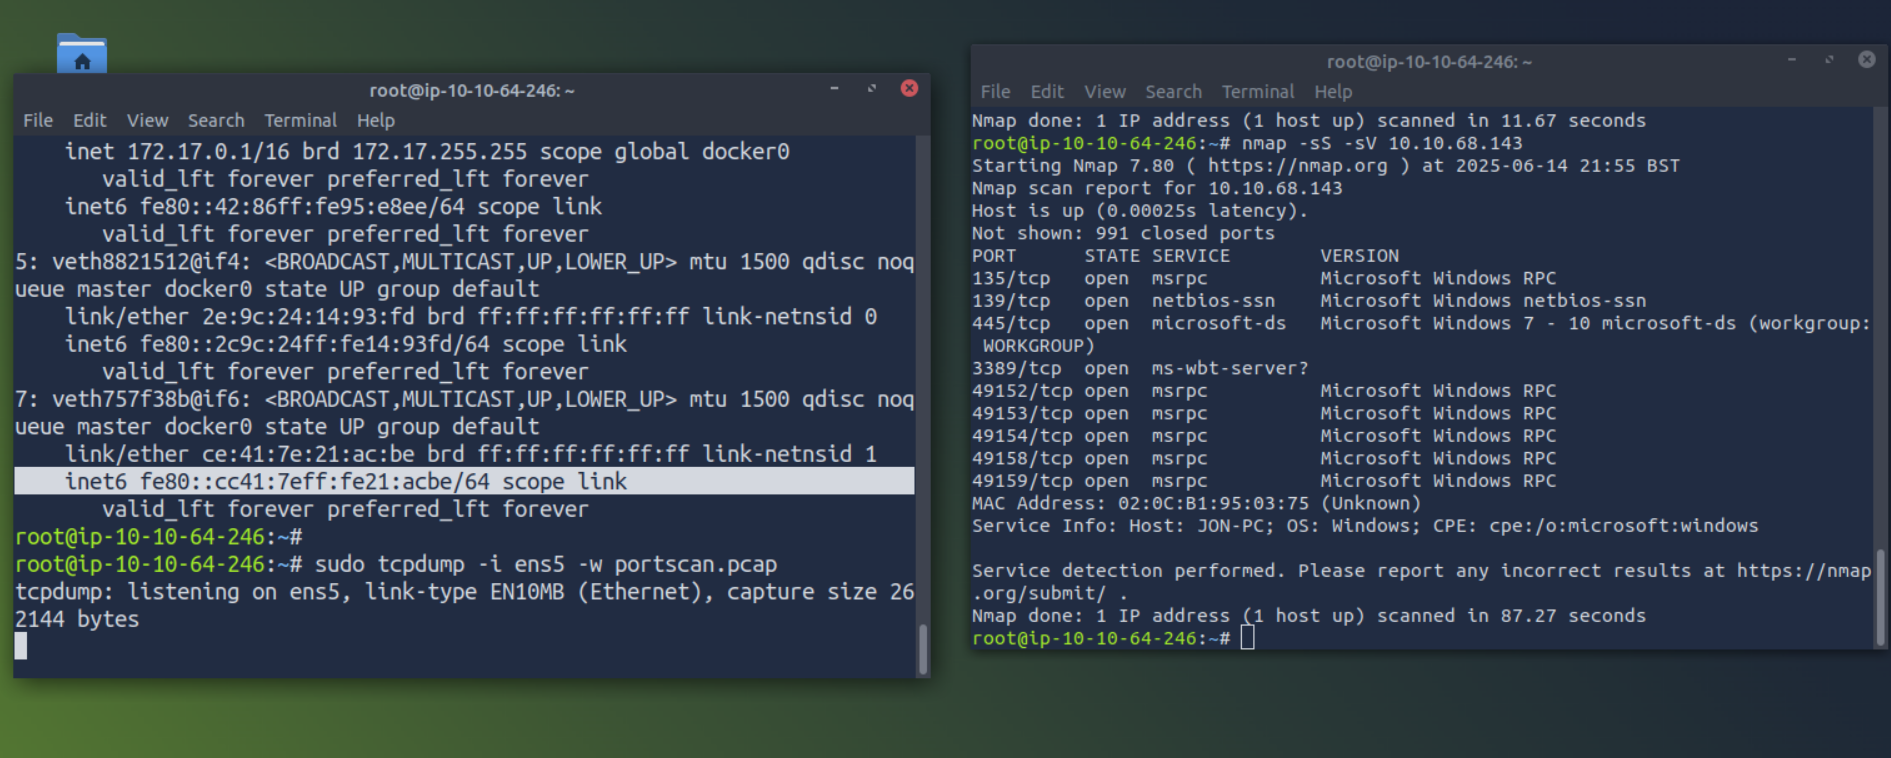 root@ip-10-10-64-246: ~
File Edit View Search Terminal Help
inet 172.17.0.1/16 brd 172.17.255.255 scope global docker0
valid_lft forever preferred_lft forever
inet6 fe80::42:86ff:fe95:e8ee/64 scope link
valid_lft forever preferred_lft forever
5: veth8821512@if4: <BROADCAST,MULTICAST,UP,LOWER_UP> mtu 1500 qdisc noq
ueue master docker0 state UP group default
link/ether 2e:9c:24:14:93:fd brd ff:ff:ff:ff:ff:ff link-netnsid 0
inet6 fe80::2c9c:24ff:fe14:93fd/64 scope link
valid_lft forever preferred_lft forever
7: veth757f38b@if6: <BROADCAST,MULTICAST,UP,LOWER_UP> mtu 1500 qdisc noq
ueue master docker0 state UP group default
link/ether ce:41:7e:21:ac:be brd ff:ff:ff:ff:ff:ff link-netnsid 1
inet6 fe80::cc41:7eff:fe21:acbe/64 scope link
valid_lft forever preferred_lft forever
root@ip-10-10-64-246:~#
root@ip-10-10-64-246:~# sudo tcpdump -i ens5 -w portscan.pcap
tcpdump: listening on ens5, link-type EN10MB (Ethernet), capture size 26
2144 bytes
root@ip-10-10-64-246: ~
File Edit View Search Terminal Help
Nmap done: 1 IP address (1 host up) scanned in 11.67 seconds
root@ip-10-10-64-246:~# nmap -sS -sV 10.10.68.143
Starting Nmap 7.80 ( https://nmap.org ) at 2025-06-14 21:55 BST
Nmap scan report for 10.10.68.143
Host is up (0.00025s latency).
Not shown: 991 closed ports
PORT STATE SERVICE VERSION
135/tcp open msrpc Microsoft Windows RPC
139/tcp open netbios-ssn Microsoft Windows netbios-ssn
445/tcp open microsoft-ds Microsoft Windows 7 - 10 microsoft-ds (workgroup:
WORKGROUP)
3389/tcp open ms-wbt-server?
49152/tcp open msrpc Microsoft Windows RPC
49153/tcp open msrpc Microsoft Windows RPC
49154/tcp open msrpc Microsoft Windows RPC
49158/tcp open msrpc Microsoft Windows RPC
49159/tcp open msrpc Microsoft Windows RPC
MAC Address: 02:0C:B1:95:03:75 (Unknown)
Service Info: Host: JON-PC; OS: Windows; CPE: cpe:/o:microsoft:windows
Service detection performed. Please report any incorrect results at https://nmap
.org/submit/ .
Nmap done: 1 IP address (1 host up) scanned in 87.27 seconds
root@ip-10-10-64-246:~#